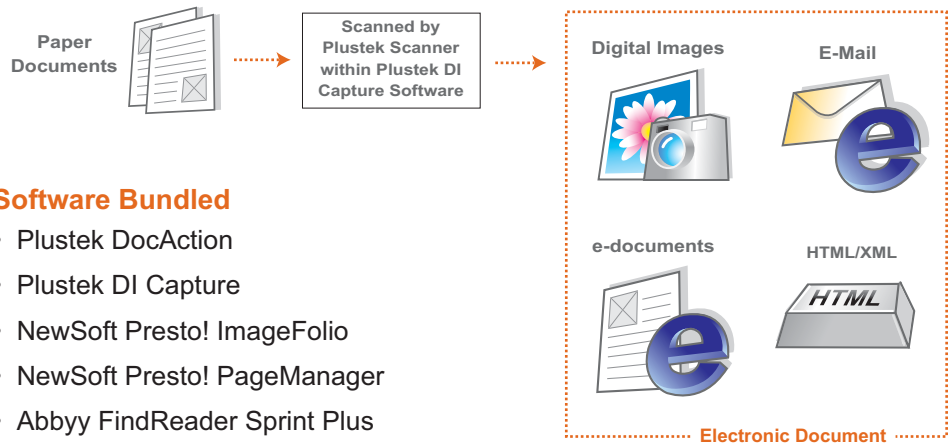 Paper
Documents
Scanned by
Plustek Scanner
within Plustek DI
Capture Software
Digital Images
E-Mail
e-documents
HTML/XML
HTML
Electronic Document
Software Bundled
• Plustek DocAction
• Plustek DI Capture
• NewSoft Presto! ImageFolio
• NewSoft Presto! PageManager
• Abbyy FindReader Sprint Plus